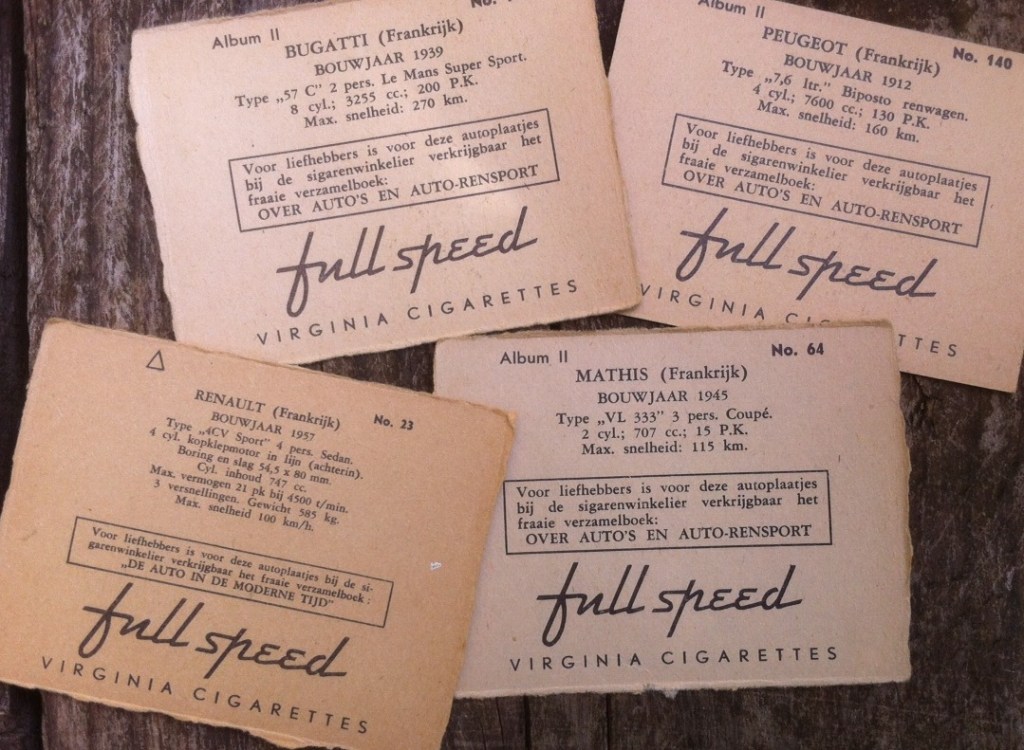 Album II
No.
BUGATTI (Frankrijk)
BOUWJAAR 1939
Type „57 C" 2 pers. Le Mans Super Sport.
8 cyl.; 3255 cc.; 200 P.K.
Max. snelheid: 270 km.
Voor liefhebbers is voor deze autoplaatjes
bij de sigarenwinkelier verkrijgbaar het
fraaie verzamelboek:
OVER AUTO'S EN AUTO-RENSPORT
full speed
VIRGINIA CIGARETTES
Album II
No. 140
PEUGEOT (Frankrijk)
BOUWJAAR 1912
Type „7,6 ltr." Biposto renwagen.
4 cyl.; 7600 cc.; 130 P.K.
Max. snelheid: 160 km.
Voor liefhebbers is voor deze autoplaatjes
bij de sigarenwinkelier verkrijgbaar het
fraaie verzamelboek:
OVER AUTO'S EN AUTO-RENSPORT
full speed
VIRGINIA CIGARETTES
RENAULT (Frankrijk)
No. 23
BOUWJAAR 1957
Type „4CV Sport" 4 pers. Sedan.
4 cyl. kopklepmotor in lijn (achterin).
Boring en slag 54,5 x 80 mm.
Cyl. inhoud 747 cc.
Max. vermogen 21 pk bij 4500 t/min.
3 versnellingen. Gewicht 585 kg.
Max. snelheid 100 km/h.
Voor liefhebbers is voor deze autoplaatjes bij de si-
garenwinkelier verkrijgbaar het fraaie verzamelboek:
„DE AUTO IN DE MODERNE TIJD"
full speed
VIRGINIA CIGARETTES
Album II
No. 64
MATHIS (Frankrijk)
BOUWJAAR 1945
Type „VL 333" 3 pers. Coupé.
2 cyl.; 707 cc.; 15 P.K.
Max. snelheid: 115 km.
Voor liefhebbers is voor deze autoplaatjes
bij de sigarenwinkelier verkrijgbaar het
fraaie verzamelboek:
OVER AUTO'S EN AUTO-RENSPORT
full speed
VIRGINIA CIGARETTES